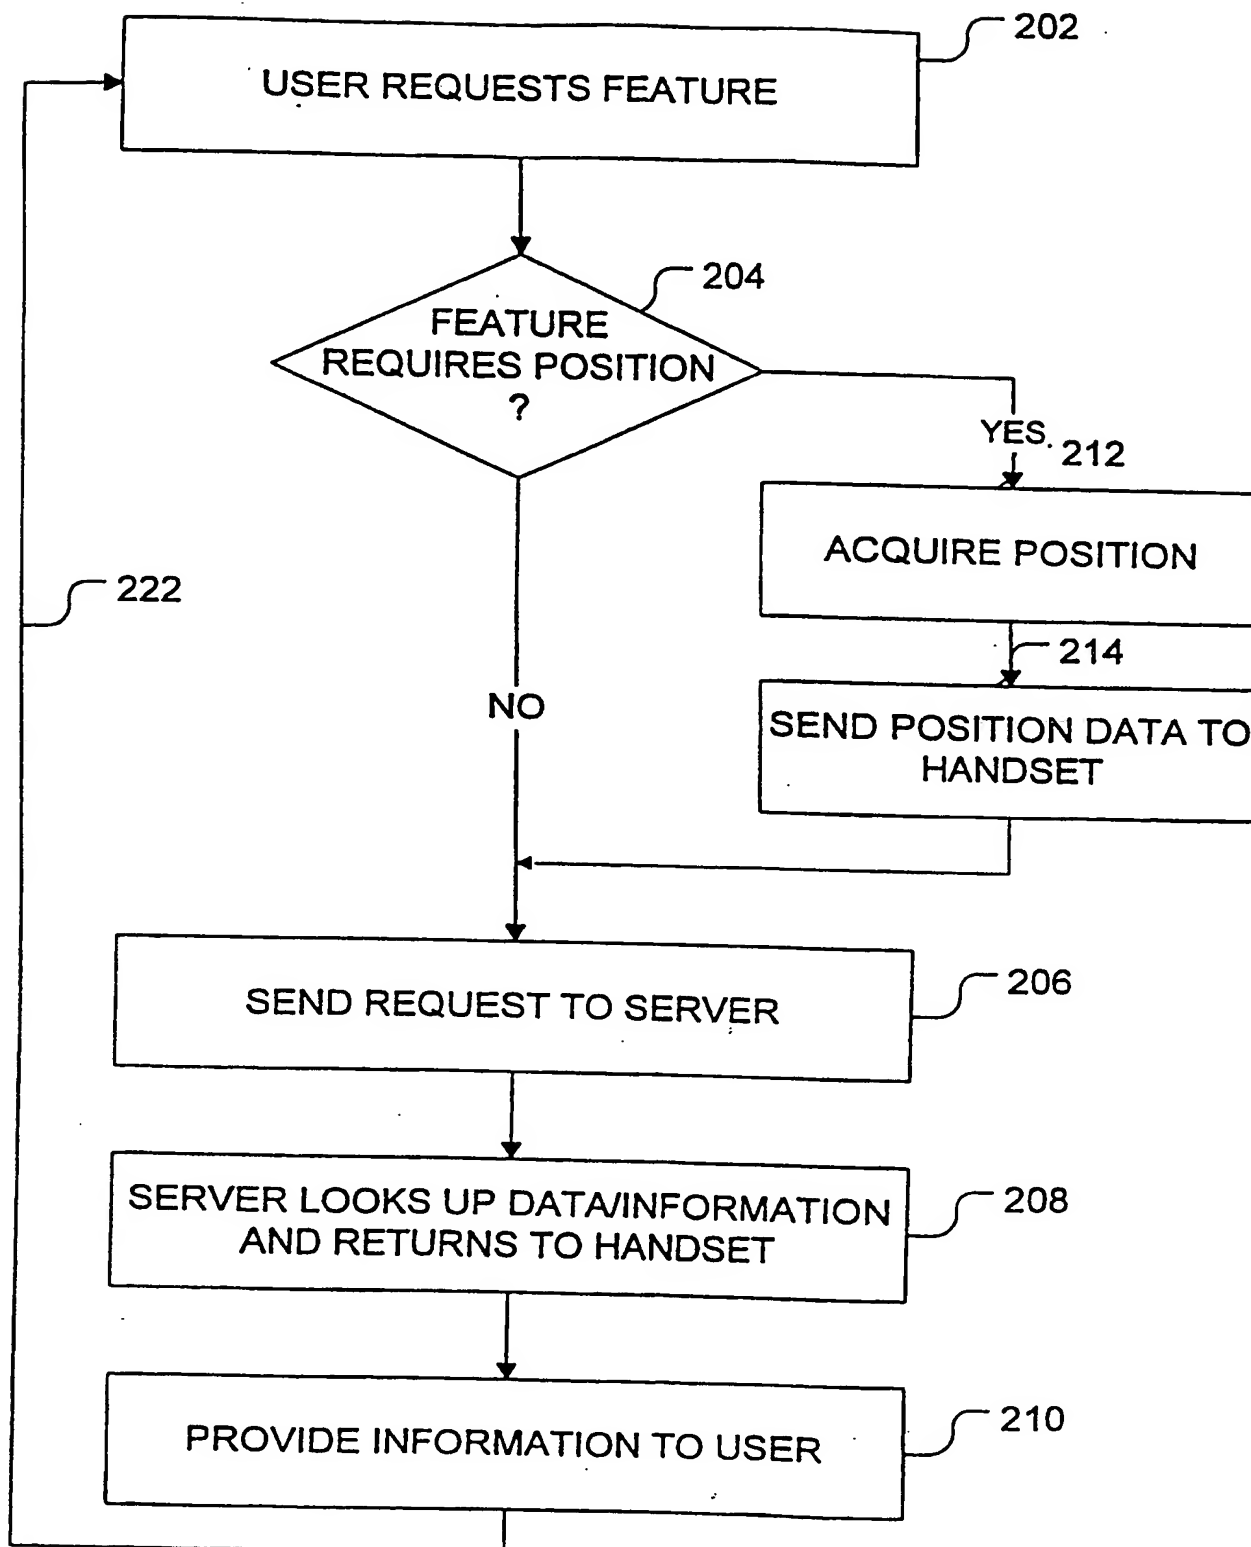 202
USER REQUESTS FEATURE
204
FEATURE
REQUIRES POSITION
?
YES.
212
ACQUIRE POSITION
222
214
NO
SEND POSITION DATA TO
HANDSET
206
SEND REQUEST TO SERVER
208
SERVER LOOKS UP DATA/INFORMATION
AND RETURNS TO HANDSET
210
PROVIDE INFORMATION TO USER